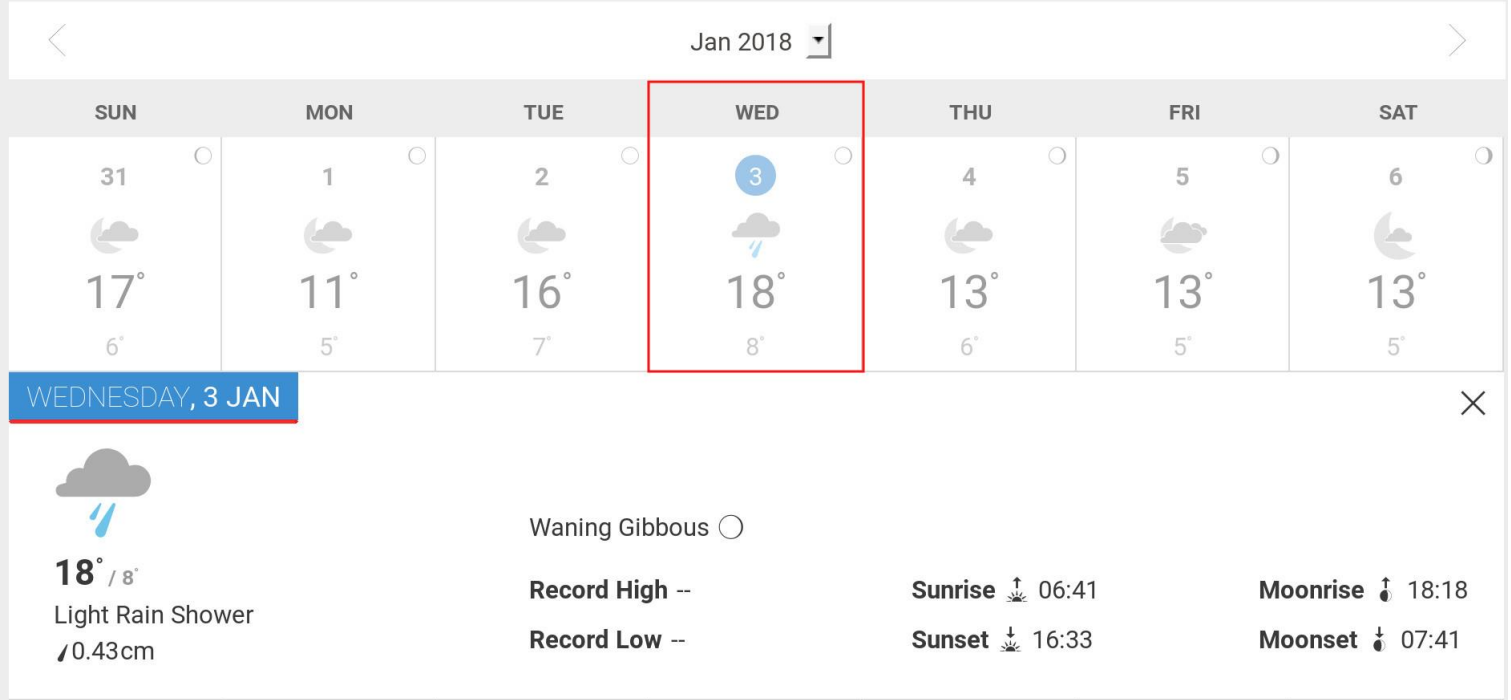 Jan 2018
SUN MON TUE WED THU FRI SAT
31 1 2 3 4 5 6
17° 11° 16° 18° 13° 13° 13°
6° 5° 7° 8° 6° 5° 5°
WEDNESDAY, 3 JAN
Waning Gibbous
18° / 8°
Record High -- Sunrise 06:41 Moonrise 18:18
Light Rain Shower
Record Low -- Sunset 16:33 Moonset 07:41
0.43cm